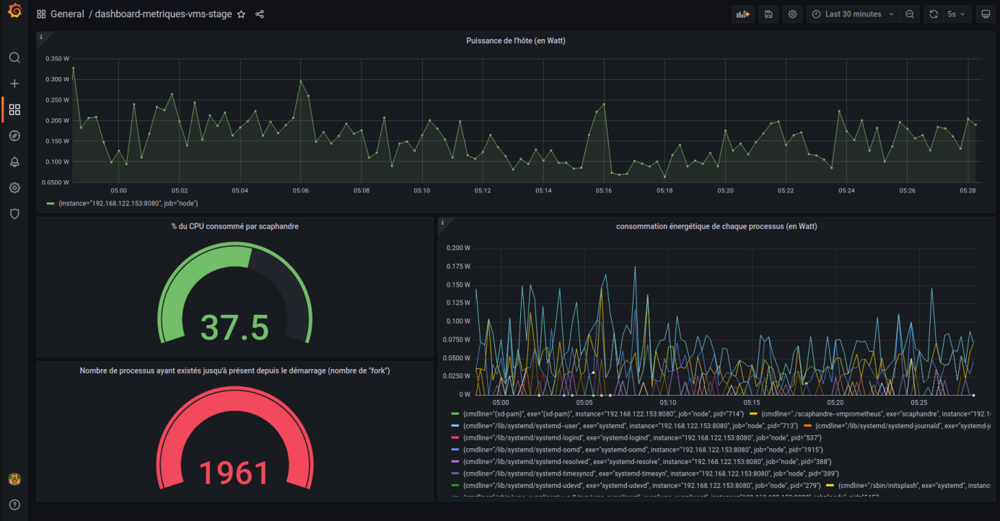 General / dashboard-metriques-vms-stage
Last 30 minutes
5s
Puissance de l'hôte (en Watt)
0.350 W
0.300 W
0.250 W
0.200 W
0.150 W
0.100 W
0.0500 W
05:00 05:02 05:04 05:06 05:08 05:10 05:12 05:14 05:16 05:18 05:20 05:22 05:24 05:26 05:28
{instance="192.168.122.153:8080", job="node"}
% du CPU consommé par scaphandre
37.5
Nombre de processus ayant existés jusqu'à présent depuis le démarrage (nombre de "fork")
1961
consommation énergétique de chaque processus (en Watt)
0.200 W
0.175 W
0.150 W
0.125 W
0.100 W
0.0750 W
0.0500 W
0.0250 W
0 W
05:00 05:05 05:10 05:15 05:20 05:25
{cmdline="(sd-pam)", exe="(sd-pam)", instance="192.168.122.153:8080", job="node", pid="714"} {cmdline="./scaphandre--vmprometheus", exe="scaphandre", instance="192.1
{cmdline="/lib/systemd/systemd--user", exe="systemd", instance="192.168.122.153:8080", job="node", pid="713"} {cmdline="/lib/systemd/systemd-journald", exe="systemd-j
{cmdline="/lib/systemd/systemd-logind", exe="systemd-logind", instance="192.168.122.153:8080", job="node", pid="537"}
{cmdline="/lib/systemd/systemd-oomd", exe="systemd-oomd", instance="192.168.122.153:8080", job="node", pid="1915"}
{cmdline="/lib/systemd/systemd-resolved", exe="systemd-resolve", instance="192.168.122.153:8080", job="node", pid="388"}
{cmdline="/lib/systemd/systemd-timesyncd", exe="systemd-timesyn", instance="192.168.122.153:8080", job="node", pid="389"}
{cmdline="/lib/systemd/systemd-udevd", exe="systemd-udevd", instance="192.168.122.153:8080", job="node", pid="279"} {cmdline="/sbin/initsplash", exe="systemd", instanc